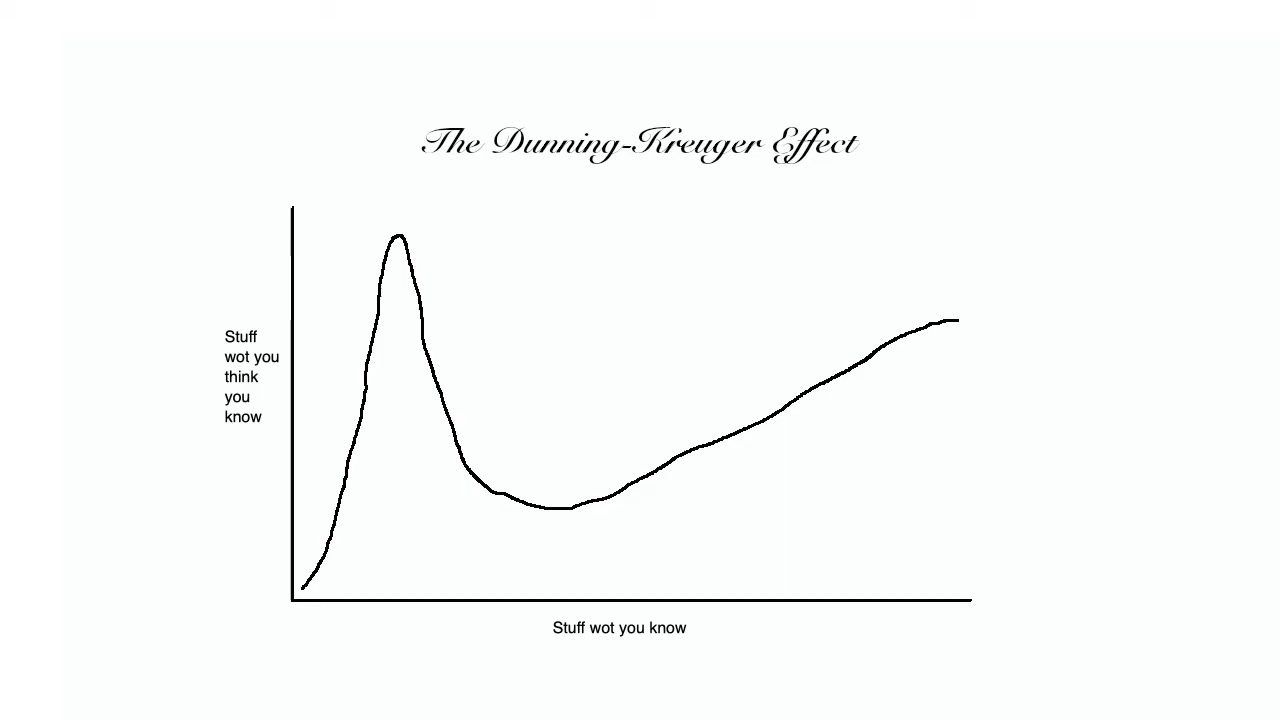 The Dunning-Kreuger Effect
Stuff
wot you
think
you
know
Stuff wot you know